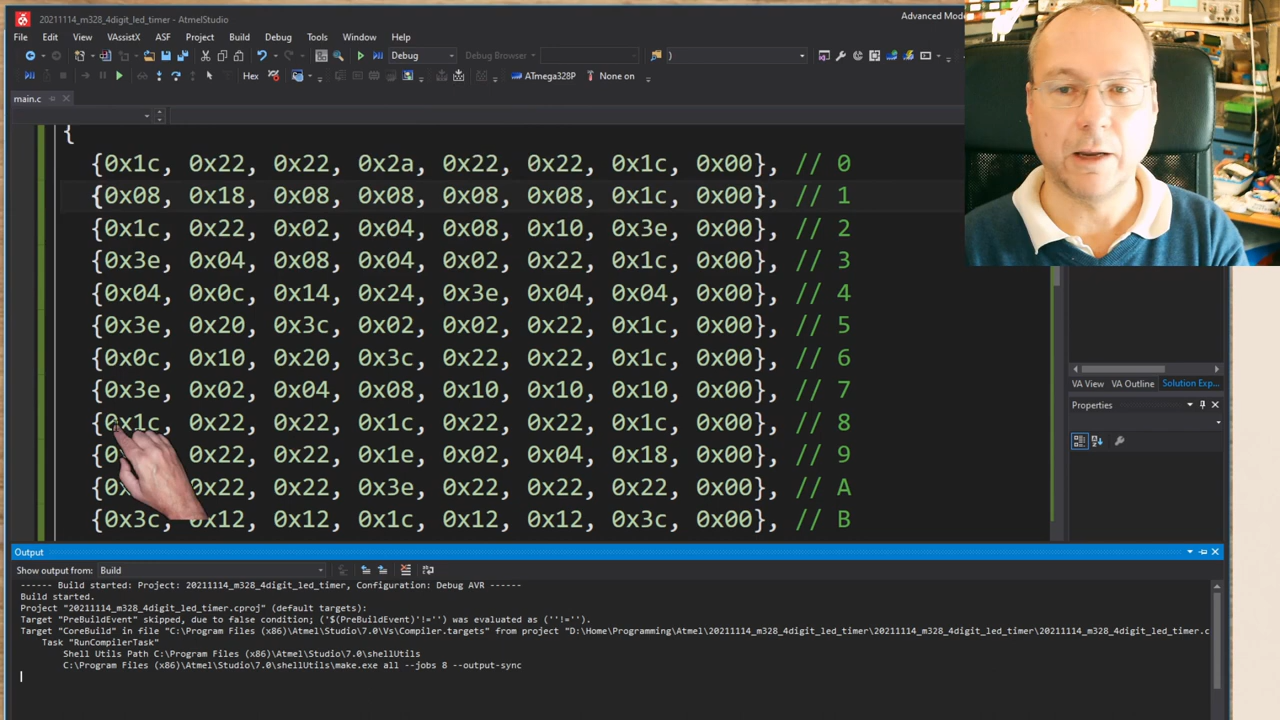 20211114_m328_4digit_led_timer - AtmelStudio
Advanced Mode
File Edit View VAssistX ASF Project Build Debug Tools Window Help
Debug Debug Browser )
Hex ATmega328P None on
main.c
{
{0x1c, 0x22, 0x22, 0x2a, 0x22, 0x22, 0x1c, 0x00}, // 0
{0x08, 0x18, 0x08, 0x08, 0x08, 0x08, 0x1c, 0x00}, // 1
{0x1c, 0x22, 0x02, 0x04, 0x08, 0x10, 0x3e, 0x00}, // 2
{0x3e, 0x04, 0x08, 0x04, 0x02, 0x22, 0x1c, 0x00}, // 3
{0x04, 0x0c, 0x14, 0x24, 0x3e, 0x04, 0x04, 0x00}, // 4
{0x3e, 0x20, 0x3c, 0x02, 0x02, 0x22, 0x1c, 0x00}, // 5
{0x0c, 0x10, 0x20, 0x3c, 0x22, 0x22, 0x1c, 0x00}, // 6
{0x3e, 0x02, 0x04, 0x08, 0x10, 0x10, 0x10, 0x00}, // 7
{0x1c, 0x22, 0x22, 0x1c, 0x22, 0x22, 0x1c, 0x00}, // 8
0x22, 0x22, 0x1e, 0x02, 0x04, 0x18, 0x00}, // 9
0x22, 0x22, 0x3e, 0x22, 0x22, 0x22, 0x00}, // A
{0x3c, 0x12, 0x12, 0x1c, 0x12, 0x12, 0x3c, 0x00}, // B
VA View VA Outline Solution Exp...
Properties
Output
Show output from: Build
------ Build started: Project: 20211114_m328_4digit_led_timer, Configuration: Debug AVR ------
Build started.
Project "20211114_m328_4digit_led_timer.cproj" (default targets):
Target "PreBuildEvent" skipped, due to false condition; ('$(PreBuildEvent)'!='') was evaluated as (''!='').
Target "CoreBuild" in file "C:\Program Files (x86)\Atmel\Studio\7.0\Vs\Compiler.targets" from project "D:\Home\Programming\Atmel\20211114_m328_4digit_led_timer\20211114_m328_4digit_led_timer\20211114_m328_4digit_led_timer.c
Task "RunCompilerTask"
Shell Utils Path C:\Program Files (x86)\Atmel\Studio\7.0\shellUtils
C:\Program Files (x86)\Atmel\Studio\7.0\shellUtils\make.exe all --jobs 8 --output-sync